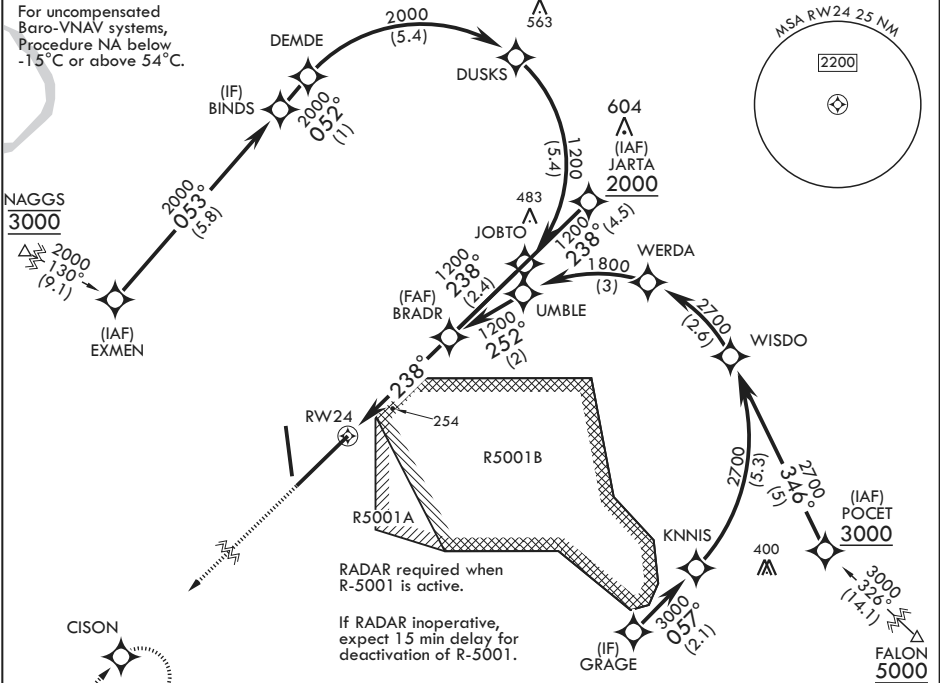 For uncompensated
Baro-VNAV systems,
Procedure NA below
-15°C or above 54°C.
DEMDE
2000
(5.4)
563
DUSKS
MSA RW24 25 NM
2200
(IF)
BINDS
2000
052°
(1)
604
(IAF)
JARTA
2000
1200
(5.4)
2000
053°
(5.8)
NAGGS
3000
2000
130°
(9.1)
(IAF)
EXMEN
483
JOBTO
1200
238°
(4.5)
WERDA
1800
(3)
1200
238°
(2.4)
(FAF)
BRADR
UMBLE
1200
252°
(2)
2700
(2.6)
WISDO
238°
RW24
254
R5001B
R5001A
2700
(5.3)
2700
346°
(5)
(IAF)
POCET
3000
KNNIS
400
RADAR required when
R-5001 is active.
If RADAR inoperative,
expect 15 min delay for
deactivation of R-5001.
3000
057°
(2.1)
(IF)
GRAGE
3000
326°
(14.1)
FALON
5000
CISON